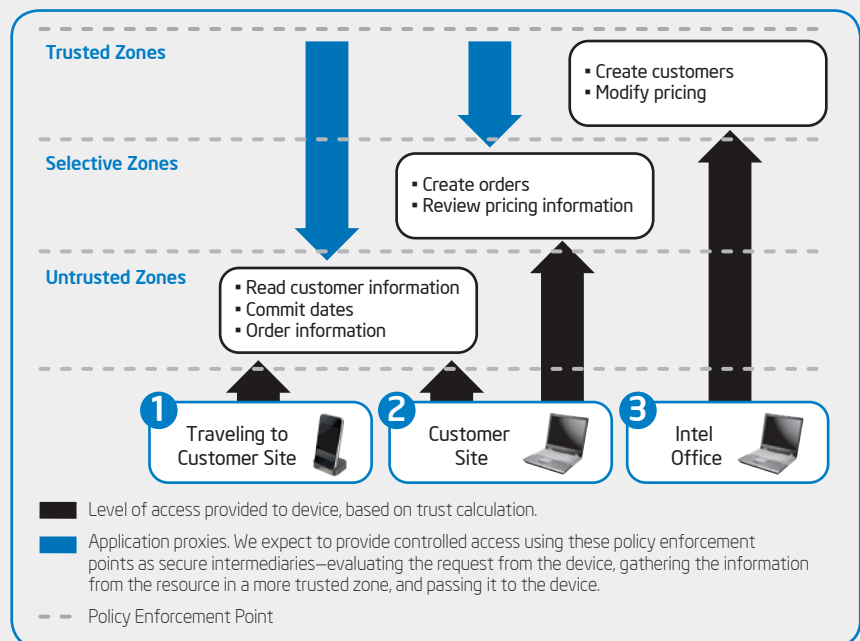 Trusted Zones
▪ Create customers
▪ Modify pricing
Selective Zones
▪ Create orders
▪ Review pricing information
Untrusted Zones
▪ Read customer information
▪ Commit dates
▪ Order information
1
Traveling to
Customer Site
2
Customer
Site
3
Intel
Office
Level of access provided to device, based on trust calculation.
Application proxies. We expect to provide controlled access using these policy enforcement
points as secure intermediaries—evaluating the request from the device, gathering the information
from the resource in a more trusted zone, and passing it to the device.
Policy Enforcement Point